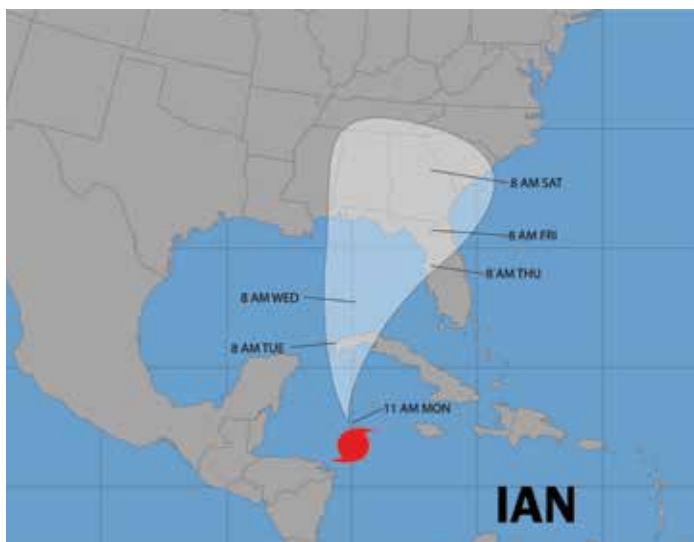 8 AM SAT
8 AM FRI
8 AM THU
8 AM WED
8 AM TUE
11 AM MON
IAN